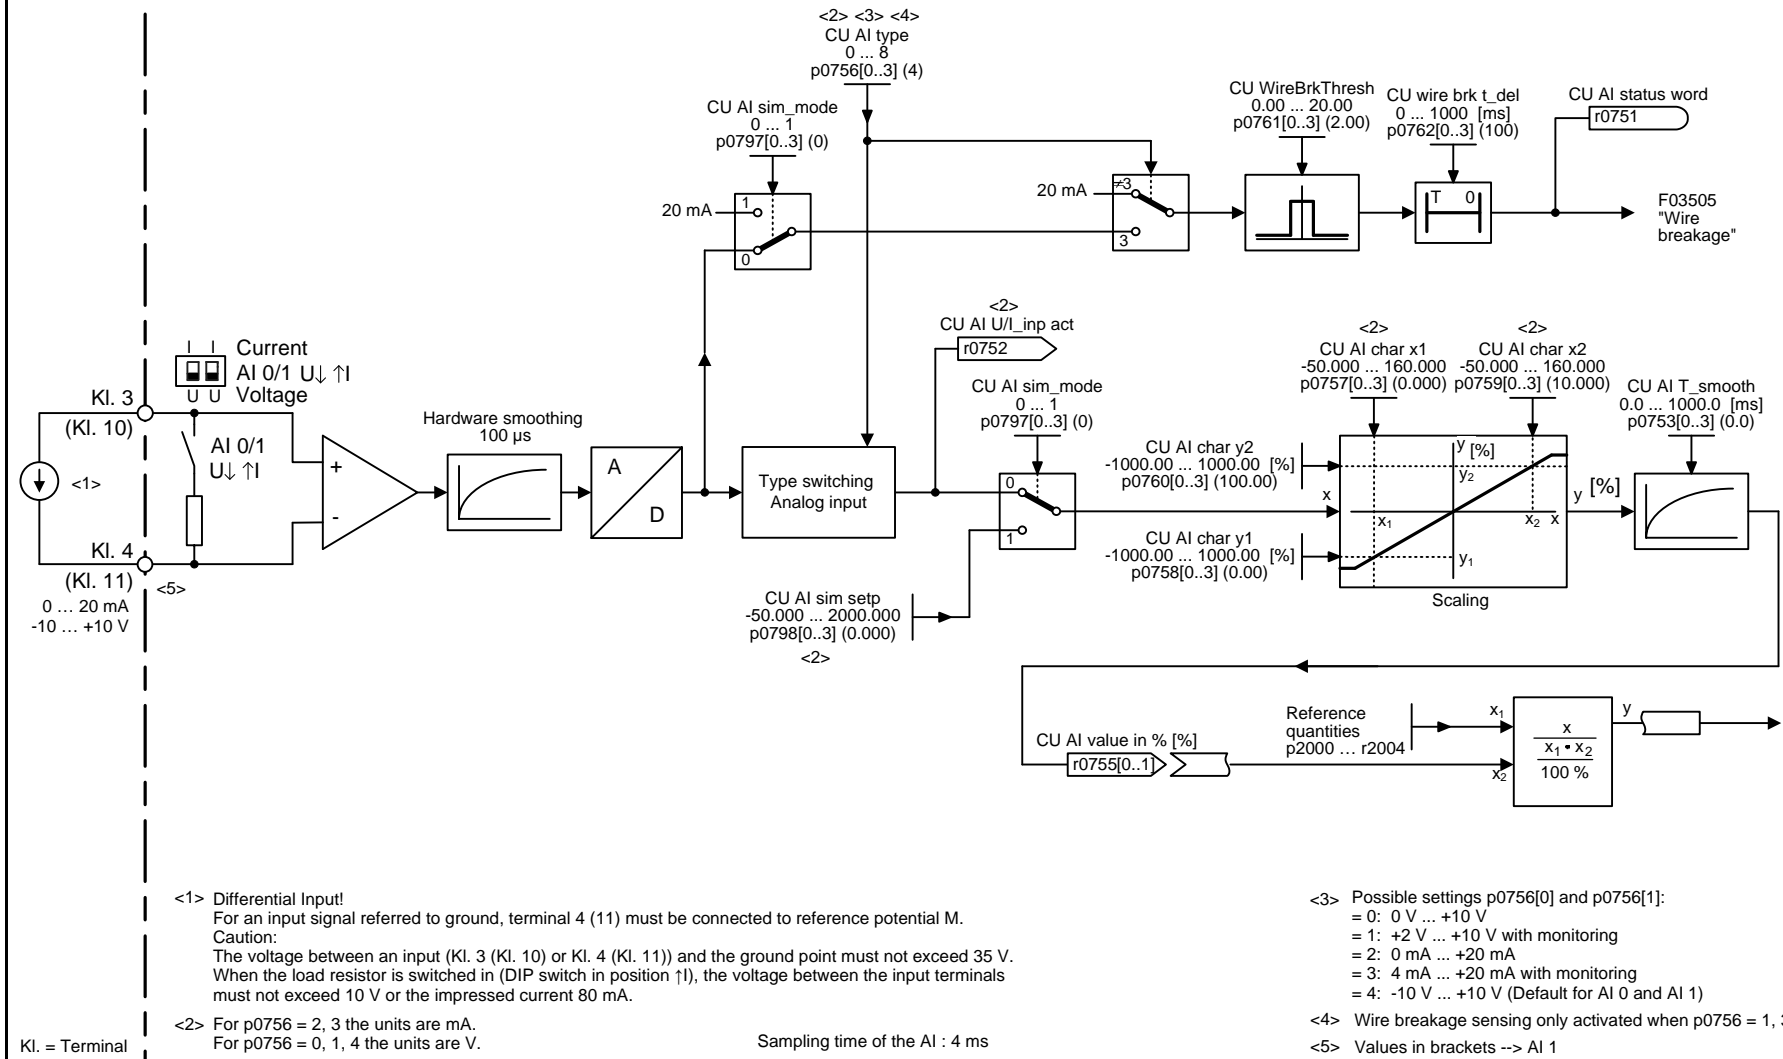 <2> <3> <4>
CU AI type
0 ... 8
p0756[0..3] (4)
CU AI sim_mode
0 ... 1
p0797[0..3] (0)
CU WireBrkThresh
0.00 ... 20.00
p0761[0..3] (2.00)
CU wire brk t_del
0 ... 1000 [ms]
p0762[0..3] (100)
CU AI status word
r0751
20 mA
1
0
20 mA
≠3
3
T 0
F03505
"Wire
breakage"
<2>
CU AI U/I_inp act
r0752
I I
Current
AI 0/1 U↓ ↑I
U U Voltage
Kl. 3
(Kl. 10)
AI 0/1
U↓ ↑I
<1>
Kl. 4
(Kl. 11)
<5>
0 ... 20 mA
-10 ... +10 V
+
-
Hardware smoothing
100 µs
A
D
Type switching
Analog input
CU AI sim_mode
0 ... 1
p0797[0..3] (0)
0
1
CU AI sim setp
-50.000 ... 2000.000
p0798[0..3] (0.000)
<2>
<2>
CU AI char x1
-50.000 ... 160.000
p0757[0..3] (0.000)
<2>
CU AI char x2
-50.000 ... 160.000
p0759[0..3] (10.000)
CU AI T_smooth
0.0 ... 1000.0 [ms]
p0753[0..3] (0.0)
CU AI char y2
-1000.00 ... 1000.00 [%]
p0760[0..3] (100.00)
x
CU AI char y1
-1000.00 ... 1000.00 [%]
p0758[0..3] (0.00)
y [%]
y2
x1
x2 x
y1
Scaling
y [%]
CU AI value in % [%]
r0755[0..1]
Reference
quantities
p2000 ... r2004
x1
x2
x
x1 • x2
100 %
y
<1> Differential Input!
For an input signal referred to ground, terminal 4 (11) must be connected to reference potential M.
Caution:
The voltage between an input (Kl. 3 (Kl. 10) or Kl. 4 (Kl. 11)) and the ground point must not exceed 35 V.
When the load resistor is switched in (DIP switch in position ↑I), the voltage between the input terminals
must not exceed 10 V or the impressed current 80 mA.
<2> For p0756 = 2, 3 the units are mA.
For p0756 = 0, 1, 4 the units are V.
Kl. = Terminal
Sampling time of the AI : 4 ms
<3> Possible settings p0756[0] and p0756[1]:
= 0: 0 V ... +10 V
= 1: +2 V ... +10 V with monitoring
= 2: 0 mA ... +20 mA
= 3: 4 mA ... +20 mA with monitoring
= 4: -10 V ... +10 V (Default for AI 0 and AI 1)
<4> Wire breakage sensing only activated when p0756 = 1, 3
<5> Values in brackets --> AI 1